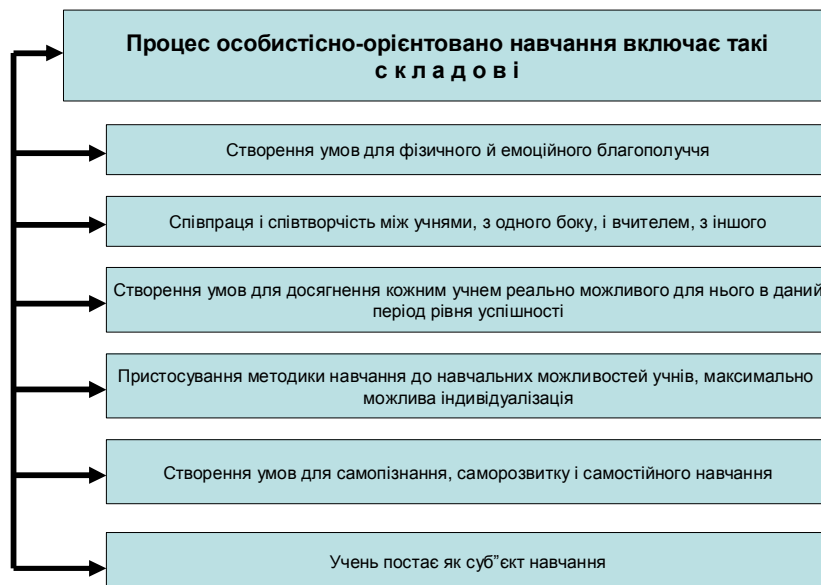 Процес особистісно-орієнтовано навчання включає такі
с к л а д о в і
Створення умов для фізичного й емоційного благополуччя
Співпраця і співтворчість між учнями, з одного боку, і вчителем, з іншого
Створення умов для досягнення кожним учнем реально можливого для нього в даний
період рівня успішності
Пристосування методики навчання до навчальних можливостей учнів, максимально
можлива індивідуалізація
Створення умов для самопізнання, саморозвитку і самостійного навчання
Учень постає як суб"єкт навчання